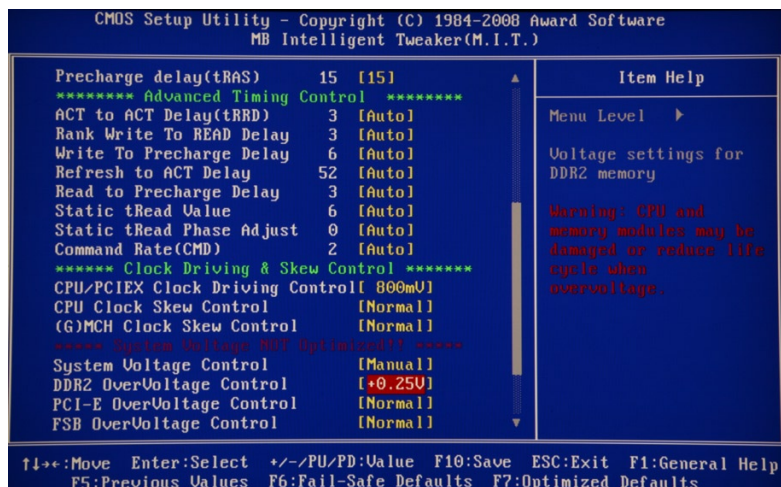 CMOS Setup Utility - Copyright (C) 1984-2008 Award Software
MB Intelligent Tweaker(M.I.T.)
Precharge delay(tRAS) 15 [15]
******** Advanced Timing Control ********
ACT to ACT Delay(tRRD) 3 [Auto]
Rank Write To READ Delay 3 [Auto]
Write To Precharge Delay 6 [Auto]
Refresh to ACT Delay 52 [Auto]
Read to Precharge Delay 3 [Auto]
Static tRead Value 6 [Auto]
Static tRead Phase Adjust 0 [Auto]
Command Rate(CMD) 2 [Auto]
****** Clock Driving & Skew Control *******
CPU/PCIEX Clock Driving Control[ 800mV]
CPU Clock Skew Control [Normal]
(G)MCH Clock Skew Control [Normal]
***** System Voltage NOT Optimized!! *****
System Voltage Control [Manual]
DDR2 OverVoltage Control [+0.25V]
PCI-E OverVoltage Control [Normal]
FSB OverVoltage Control [Normal]
Item Help
Menu Level ▶
Voltage settings for
DDR2 memory
Warning: CPU and
memory modules may be
damaged or reduce life
cycle when
overvoltage.
↑↓→←:Move Enter:Select +/-/PU/PD:Value F10:Save ESC:Exit F1:General Help
F5:Previous Values F6:Fail-Safe Defaults F7:Optimized Defaults